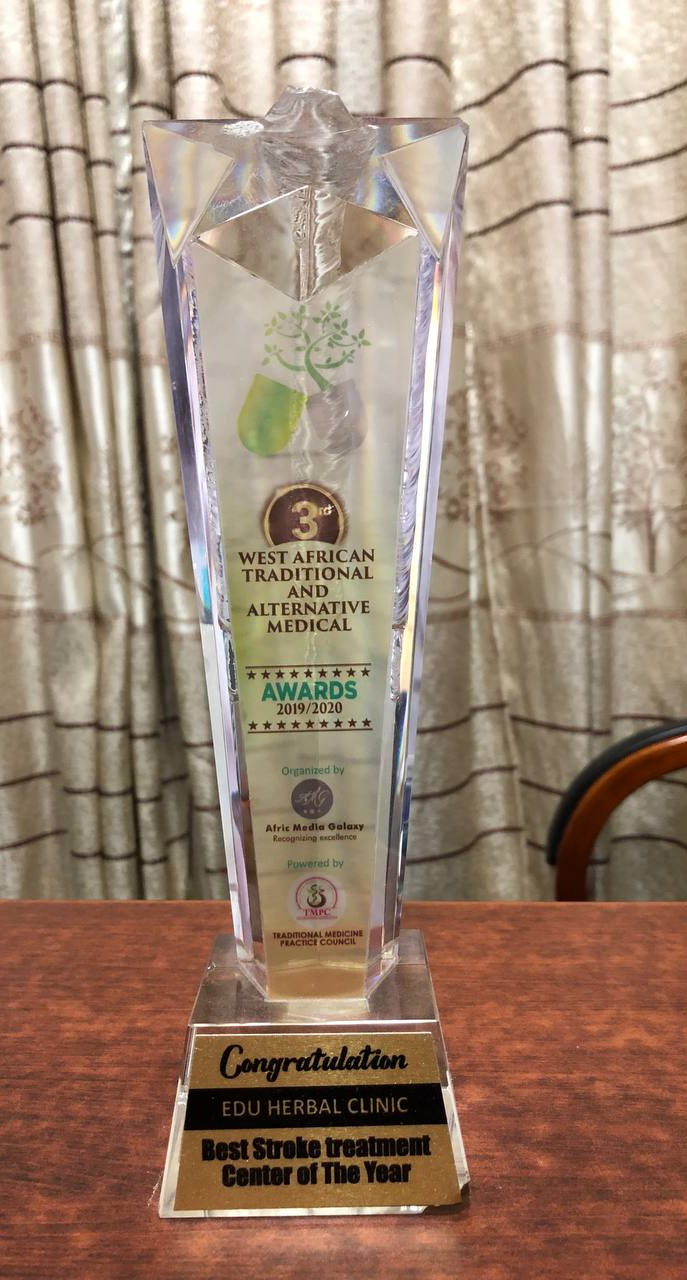 3rd
WEST AFRICAN
TRADITIONAL
AND
ALTERNATIVE
MEDICAL
AWARDS
2019/2020
Organized by
AMG
Afric Media Galaxy
Recognizing excellence
Powered by
TMPC
TRADITIONAL MEDICINE
PRACTICE COUNCIL
Congratulation
EDU HERBAL CLINIC
Best Stroke treatment
Center of The Year